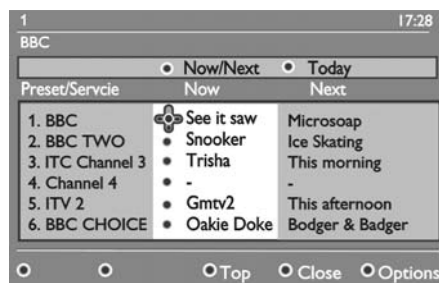 1 17:28
BBC
Now/Next Today
Preset/Servcie Now Next
1. BBC See it saw Microsoap
2. BBC TWO Snooker Ice Skating
3. ITC Channel 3 Trisha This morning
4. Channel 4 - -
5. ITV 2 Gmtv2 This afternoon
6. BBC CHOICE Oakie Doke Bodger & Badger
Top Close Options